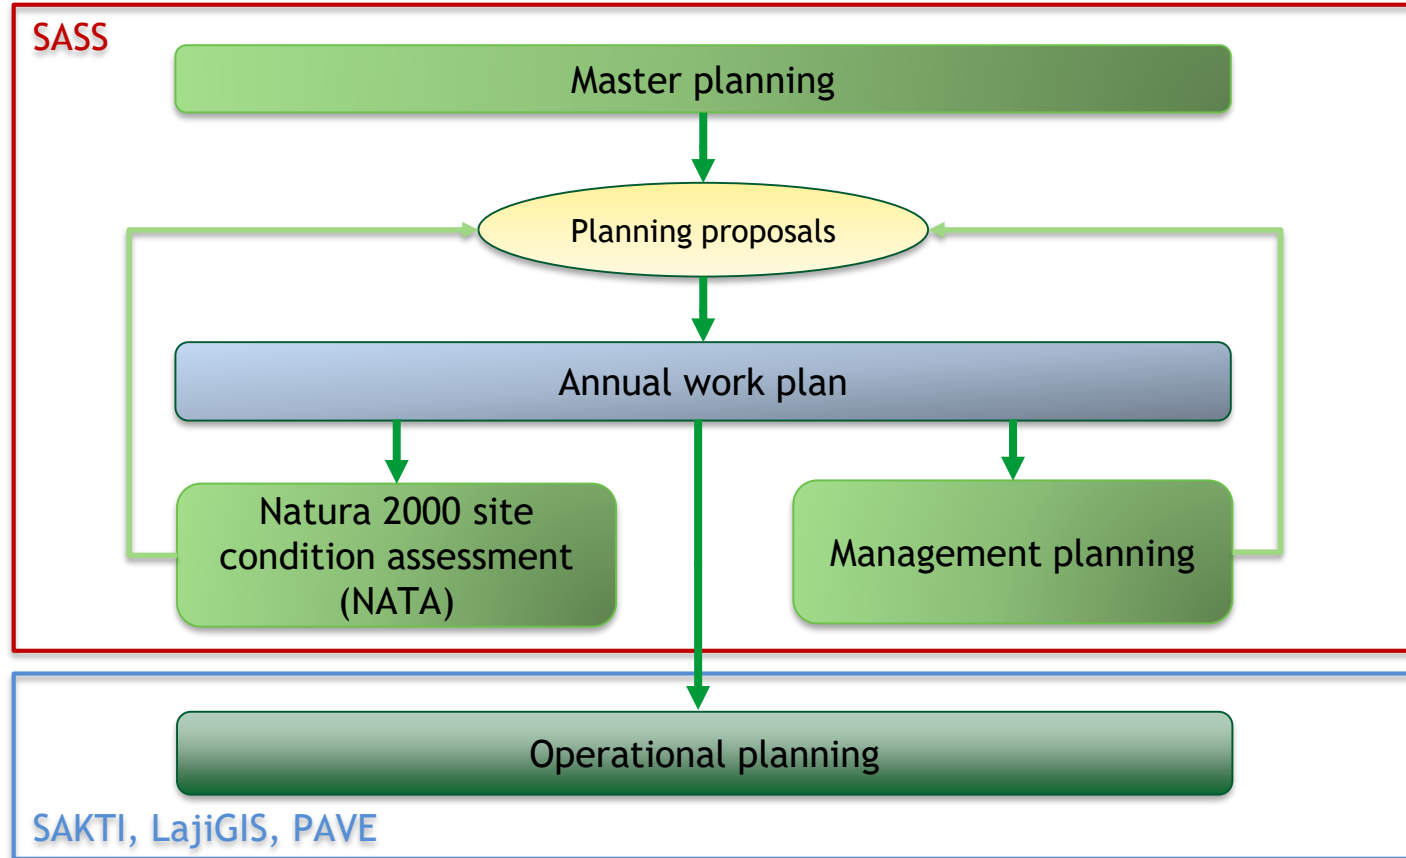 SASS
Master planning
Planning proposals
Annual work plan
Natura 2000 site
condition assessment
(NATA)
Management planning
Operational planning
SAKTI, LajiGIS, PAVE